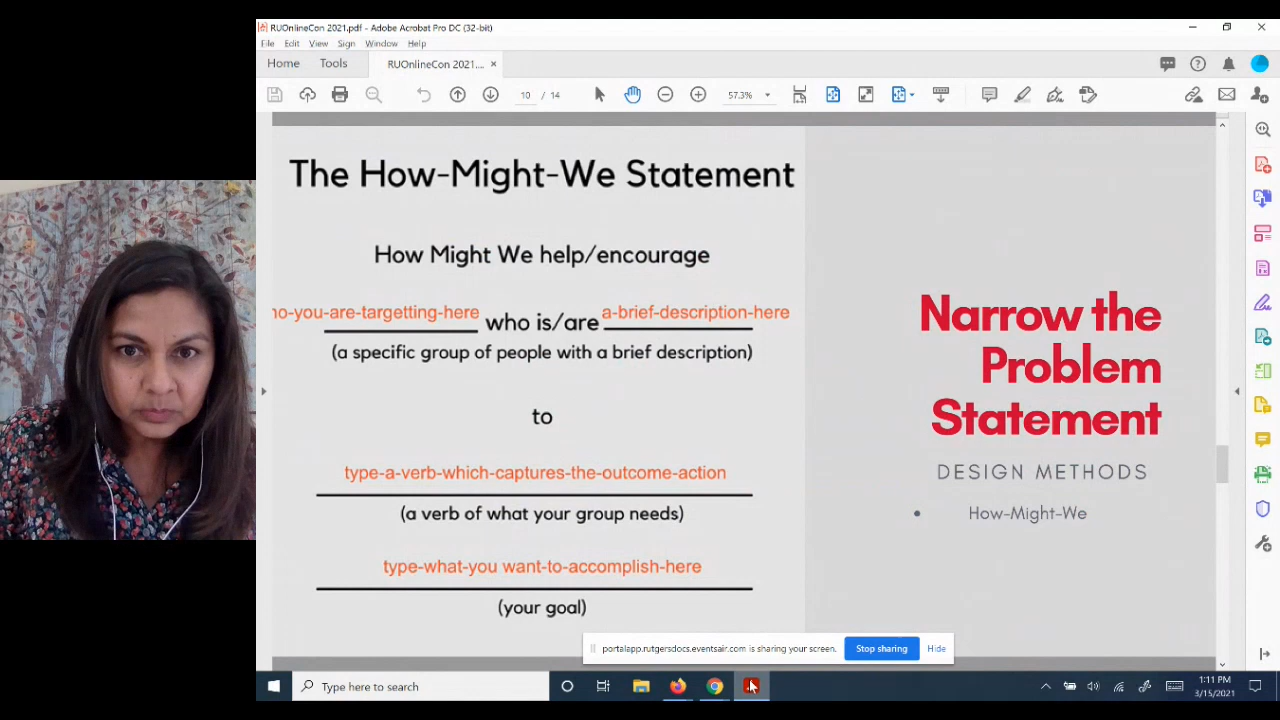 RUOnlineCon 2021.pdf - Adobe Acrobat Pro DC (32-bit)
File Edit View Sign Window Help
Home Tools RUOnlineCon 2021.... ×
10 / 14 57.3%
The How-Might-We Statement
How Might We help/encourage
ho-you-are-targetting-here who is/are a-brief-description-here
(a specific group of people with a brief description)
to
type-a-verb-which-captures-the-outcome-action
(a verb of what your group needs)
type-what-you want-to-accomplish-here
(your goal)
Narrow the
Problem
Statement
DESIGN METHODS
• How-Might-We
portalapp.rutgersdocs.eventsair.com is sharing your screen. Stop sharing Hide
Type here to search
1:11 PM
3/15/2021